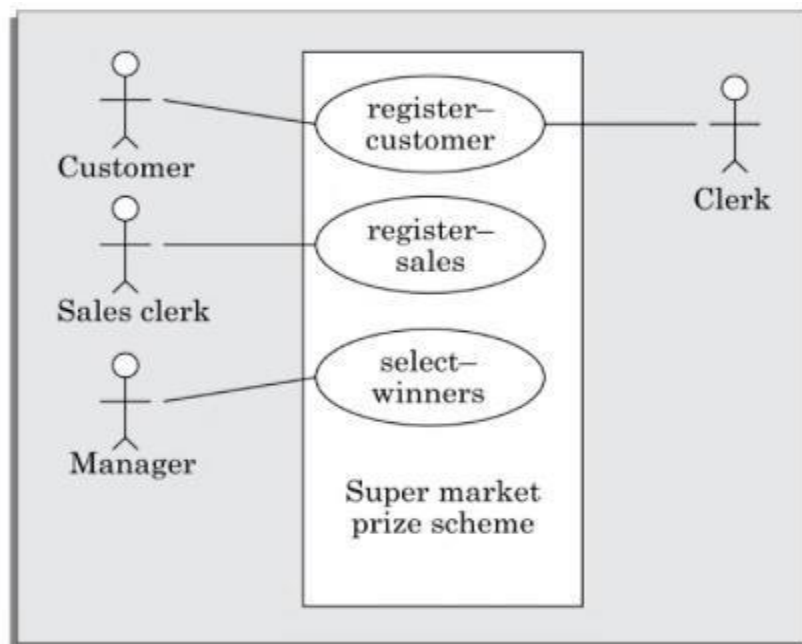 register–
customer
Customer
Clerk
register–
sales
Sales clerk
select–
winners
Manager
Super market
prize scheme